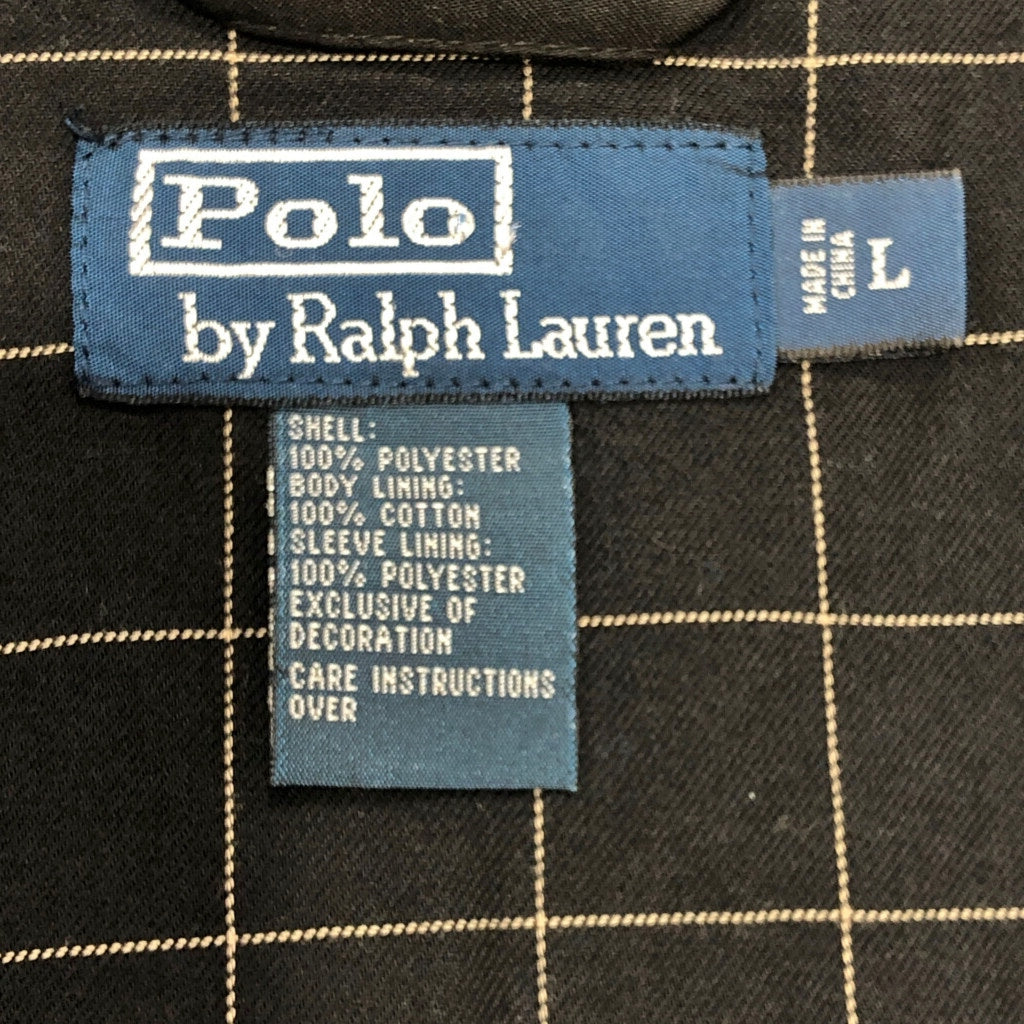 Polo
by Ralph Lauren
MADE IN
CHINA
L
SHELL:
100% POLYESTER
BODY LINING:
100% COTTON
SLEEVE LINING:
100% POLYESTER
EXCLUSIVE OF
DECORATION
CARE INSTRUCTIONS
OVER